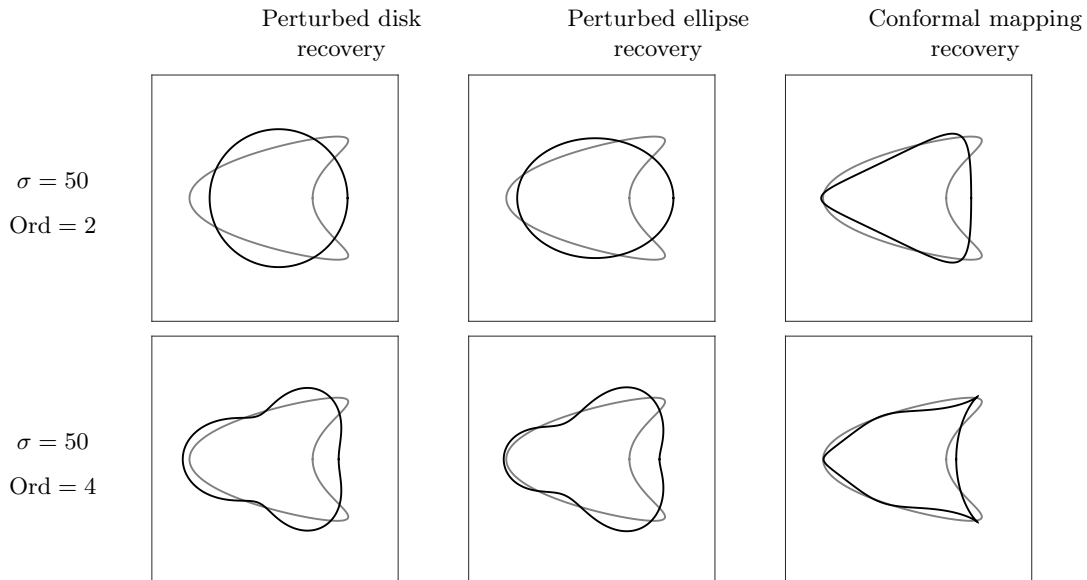 Perturbed disk
recovery
Perturbed ellipse
recovery
Conformal mapping
recovery
σ = 50
Ord = 2
σ = 50
Ord = 4